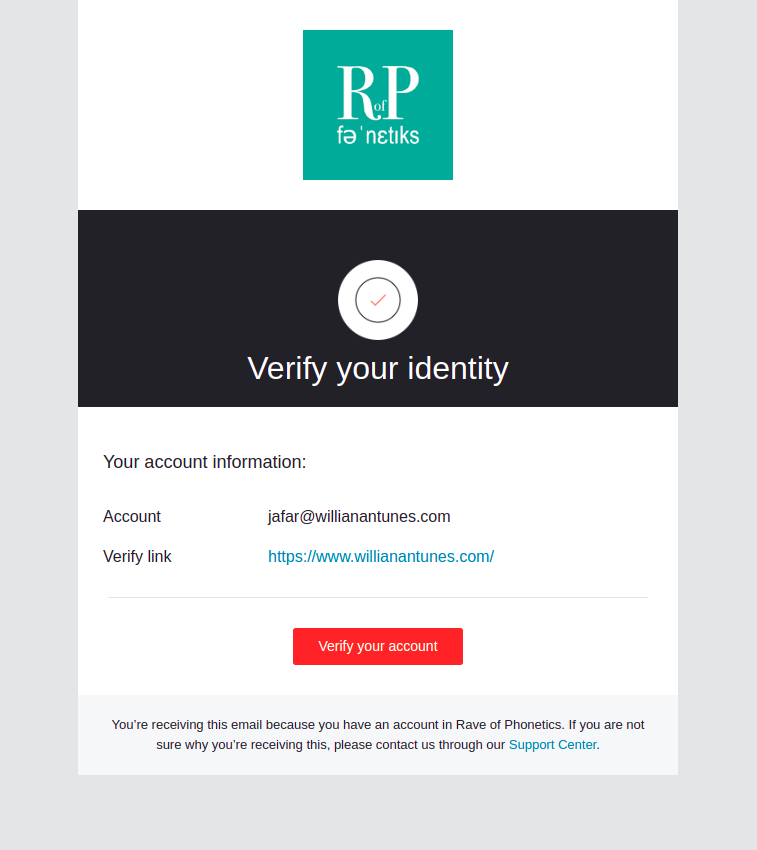 R of P
fəˈnɛtɪks
Verify your identity
Your account information:
Account jafar@willianantunes.com
Verify link https://www.willianantunes.com/
Verify your account
You’re receiving this email because you have an account in Rave of Phonetics. If you are not
sure why you’re receiving this, please contact us through our Support Center.